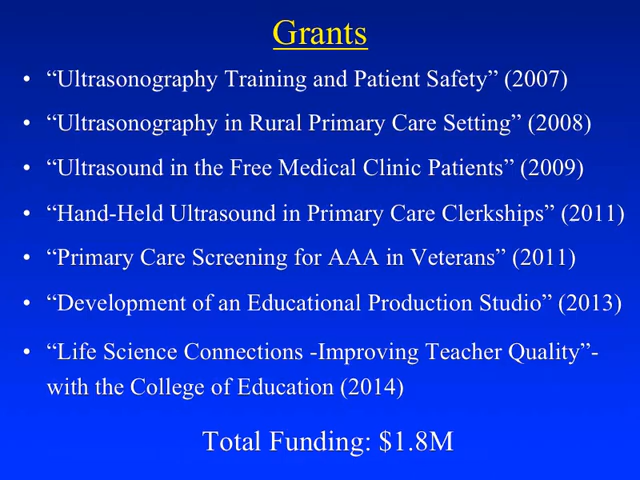 Grants
• “Ultrasonography Training and Patient Safety” (2007)
• “Ultrasonography in Rural Primary Care Setting” (2008)
• “Ultrasound in the Free Medical Clinic Patients” (2009)
• “Hand-Held Ultrasound in Primary Care Clerkships” (2011)
• “Primary Care Screening for AAA in Veterans” (2011)
• “Development of an Educational Production Studio” (2013)
• “Life Science Connections -Improving Teacher Quality”-
with the College of Education (2014)
Total Funding: $1.8M